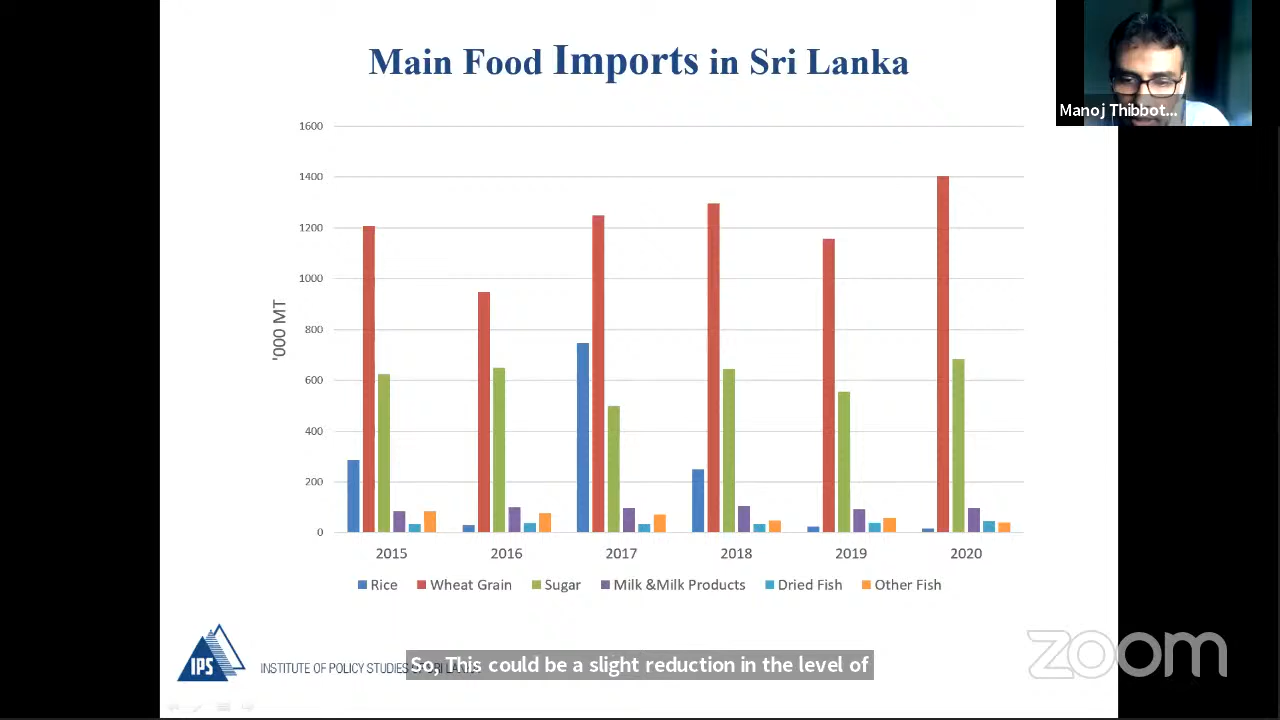 Main Food Imports in Sri Lanka
Manoj Thibbot...
1600
1400
1200
1000
800
600
400
200
0
'000 MT
2015 2016 2017 2018 2019 2020
Rice Wheat Grain Sugar Milk &Milk Products Dried Fish Other Fish
IPS
INSTITUTE OF POLICY STUDIES
So, This could be a slight reduction in the level of
zoom